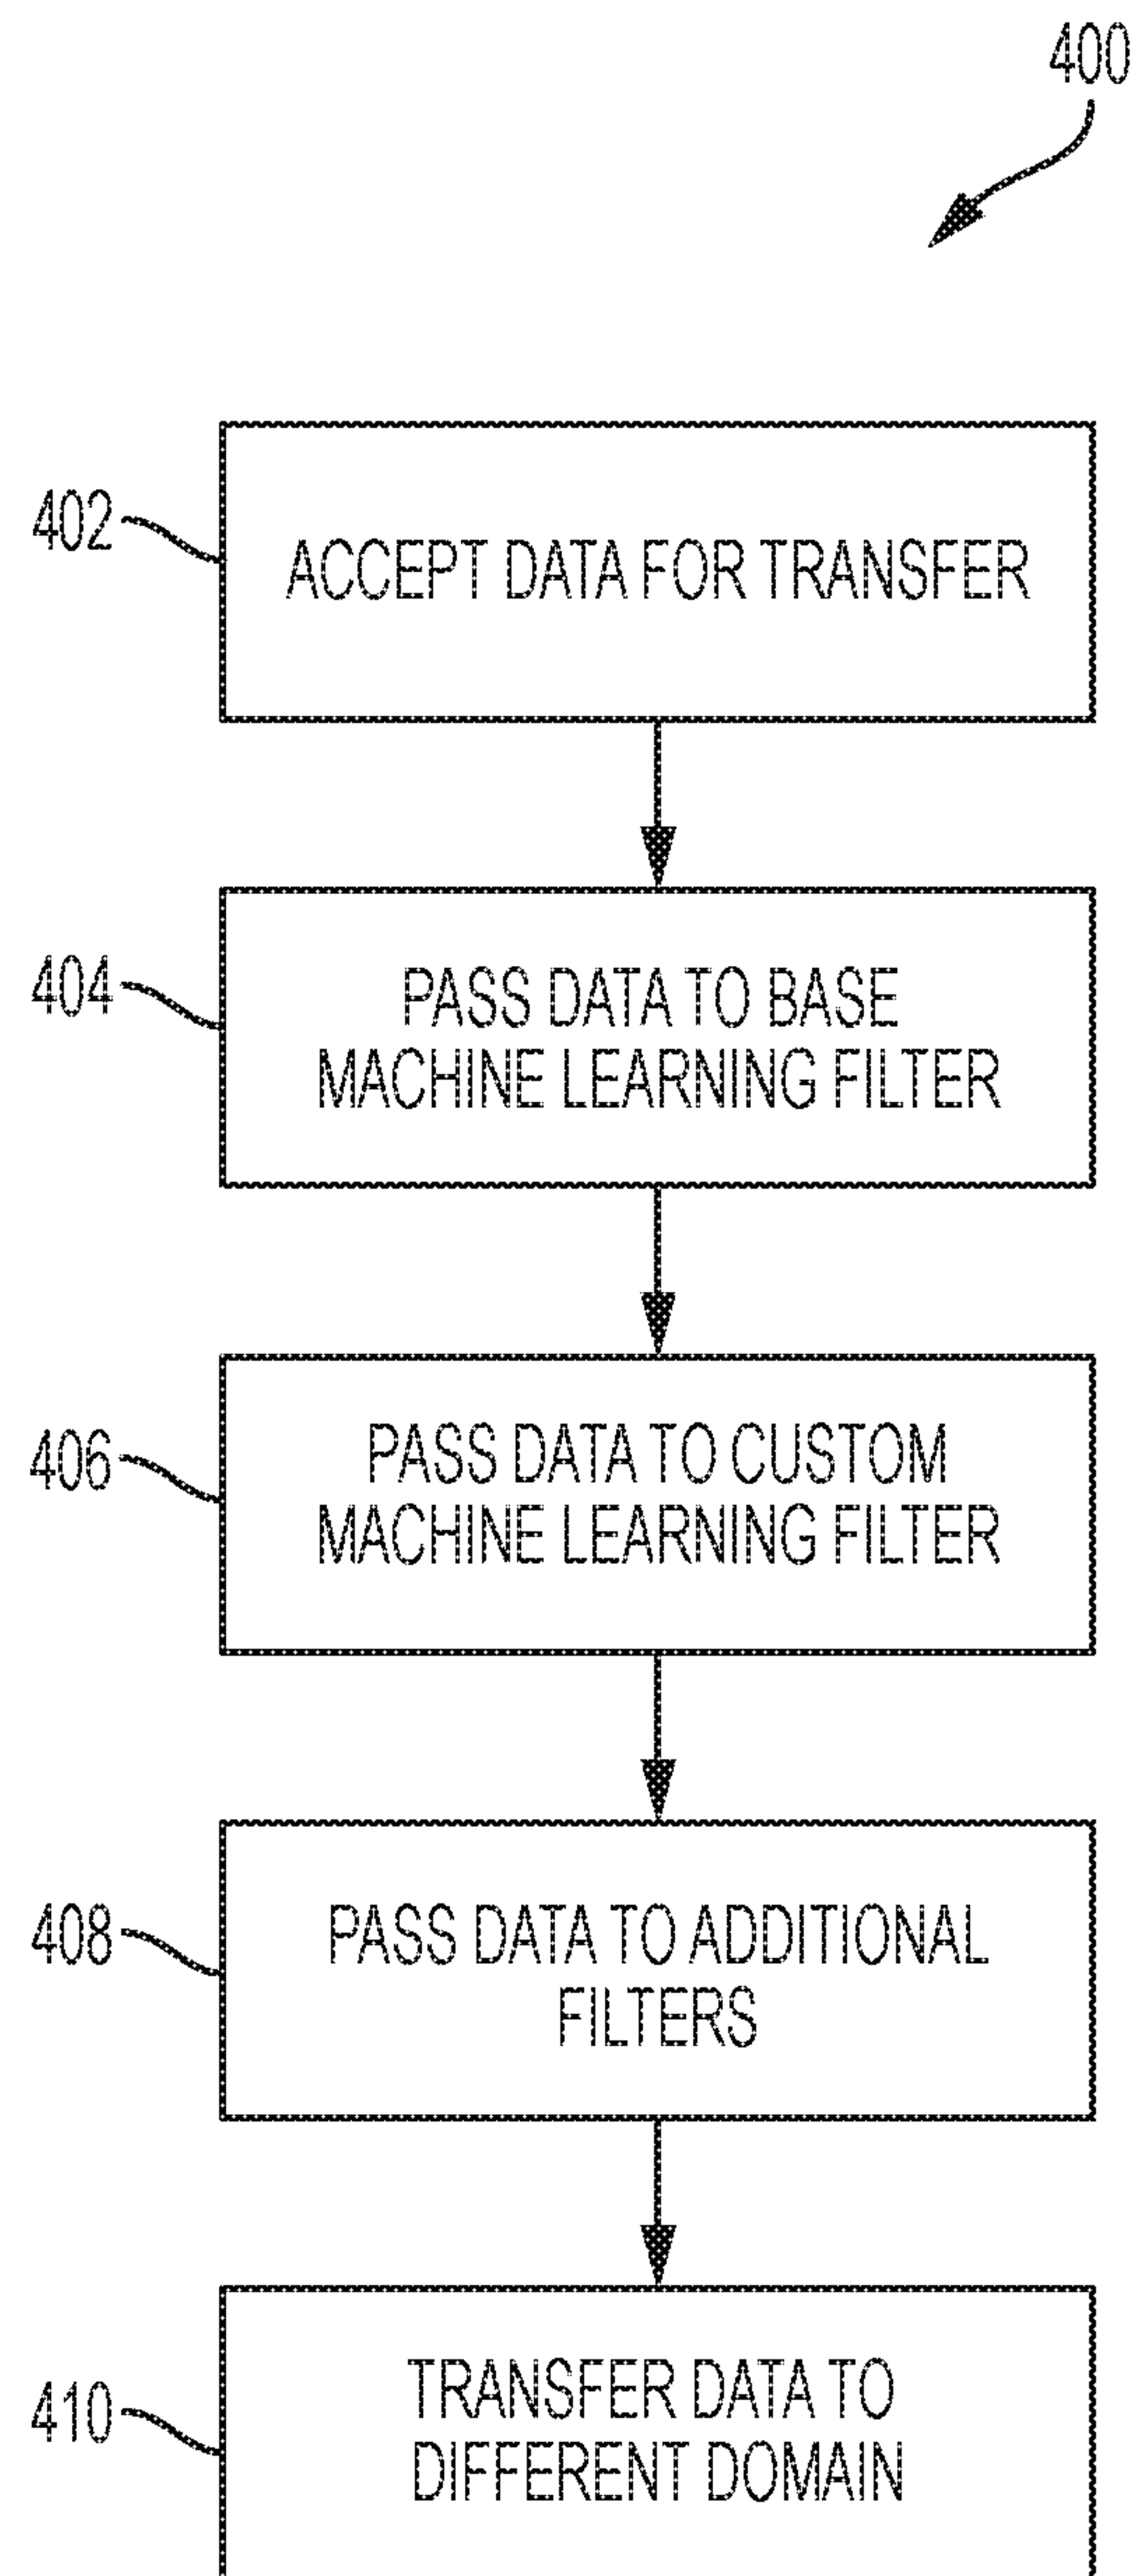 400
402
ACCEPT DATA FOR TRANSFER
404
PASS DATA TO BASE
MACHINE LEARNING FILTER
406
PASS DATA TO CUSTOM
MACHINE LEARNING FILTER
408
PASS DATA TO ADDITIONAL
FILTERS
410
TRANSFER DATA TO
DIFFERENT DOMAIN